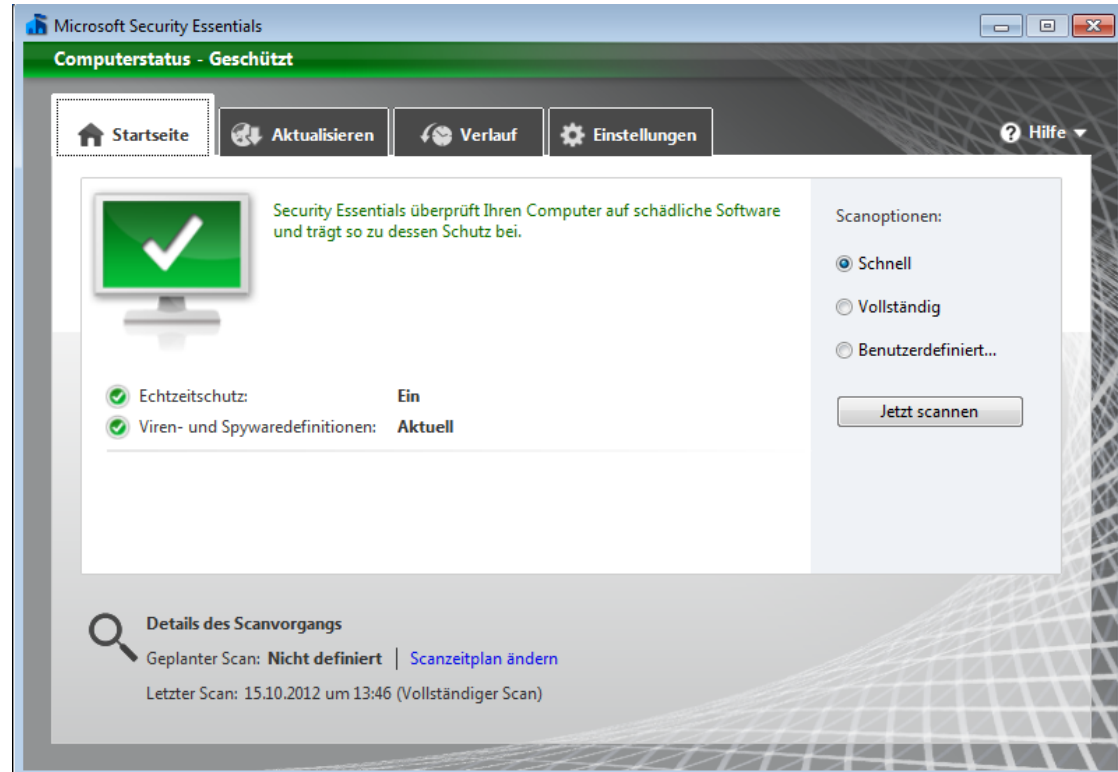 Microsoft Security Essentials
Computerstatus - Geschützt
Startseite
Aktualisieren
Verlauf
Einstellungen
Hilfe
Security Essentials überprüft Ihren Computer auf schädliche Software
und trägt so zu dessen Schutz bei.
Echtzeitschutz: Ein
Viren- und Spywaredefinitionen: Aktuell
Scanoptionen:
Schnell
Vollständig
Benutzerdefiniert...
Jetzt scannen
Details des Scanvorgangs
Geplanter Scan: Nicht definiert | Scanzeitplan ändern
Letzter Scan: 15.10.2012 um 13:46 (Vollständiger Scan)